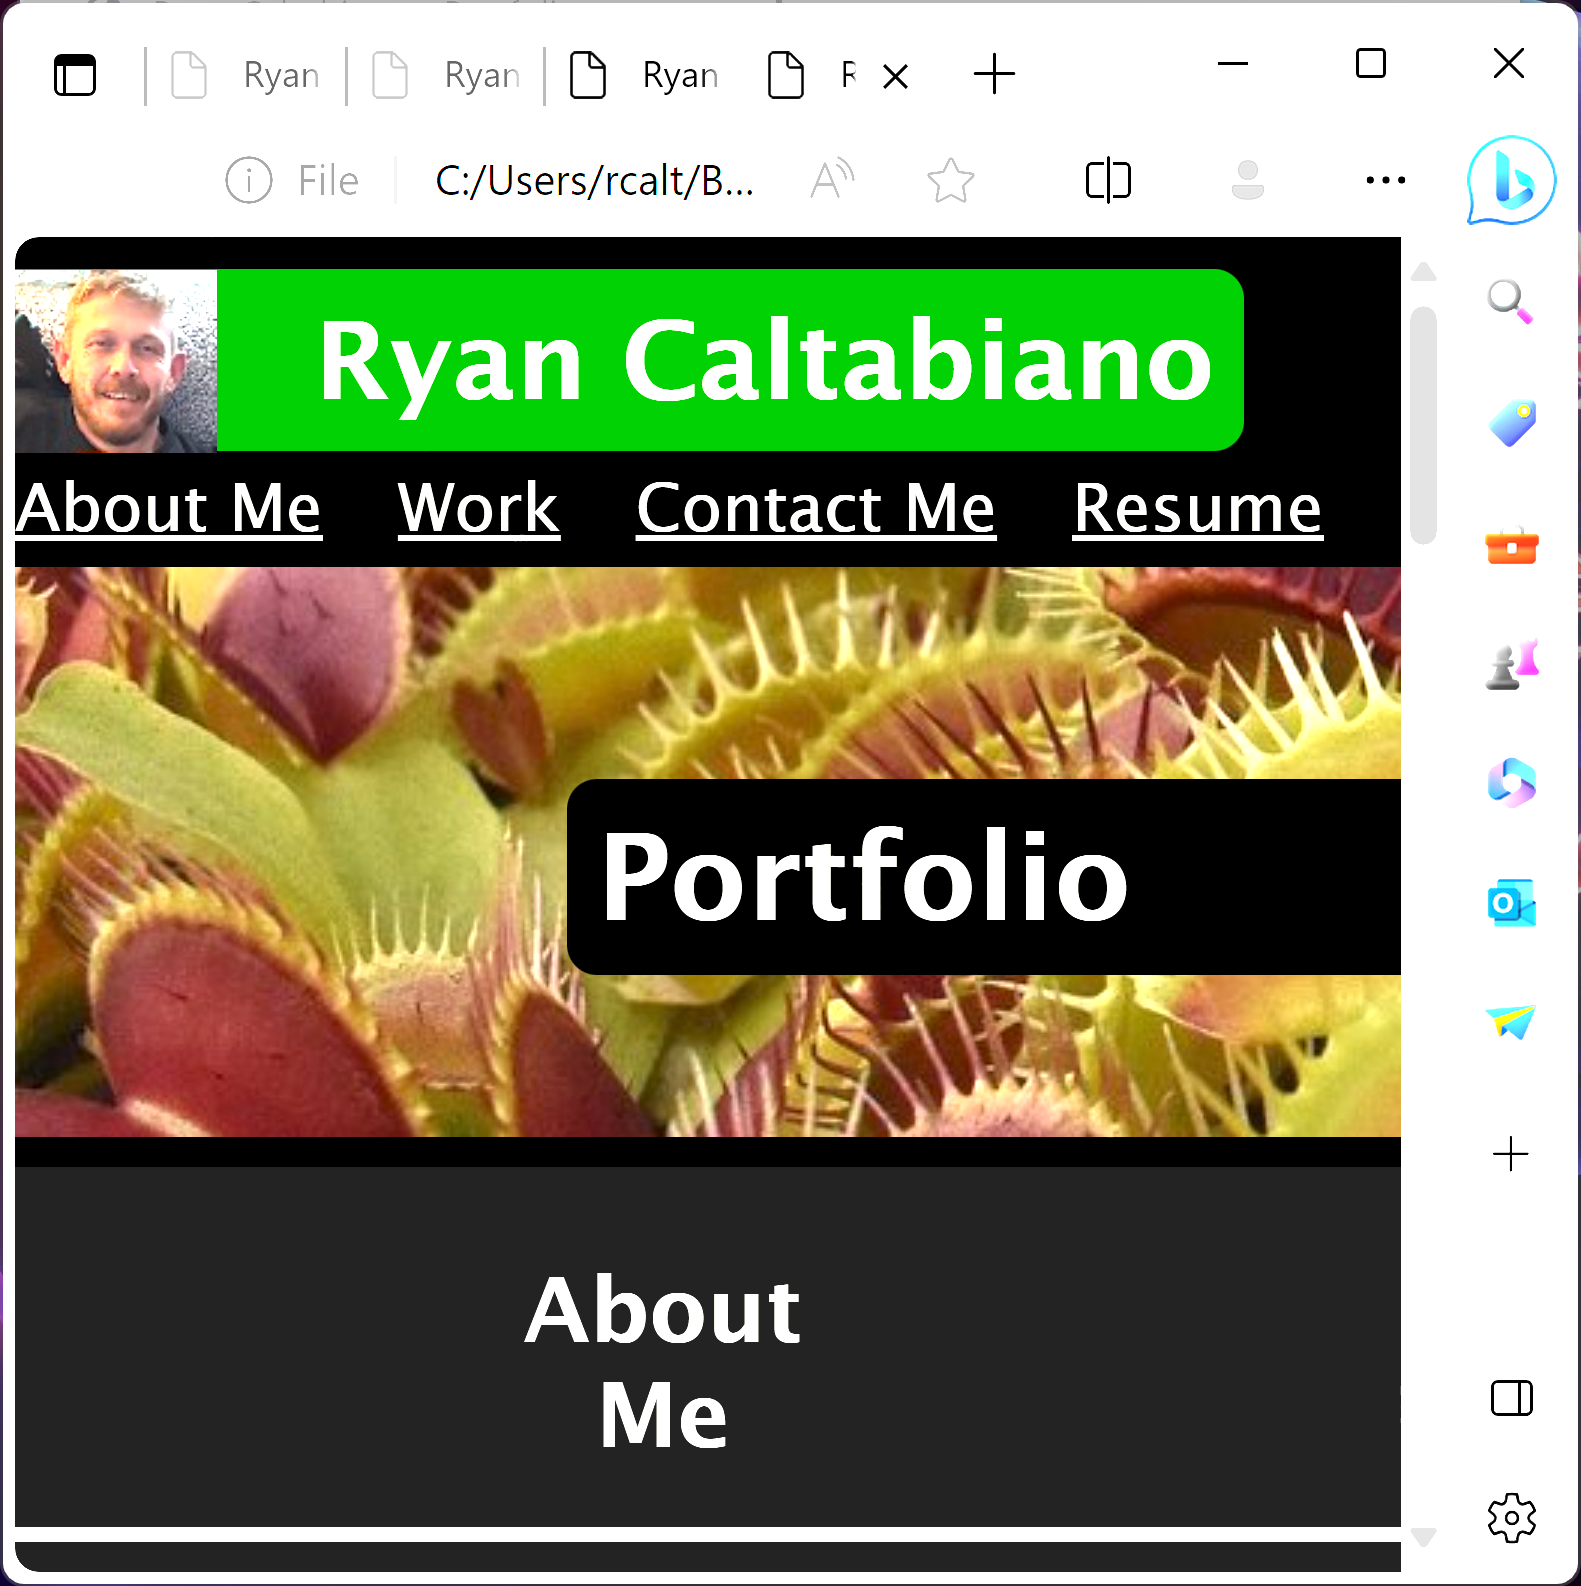 Ryan
Ryan
Ryan
File
C:/Users/rcalt/B...
Ryan Caltabiano
About Me
Work
Contact Me
Resume
Portfolio
About
Me